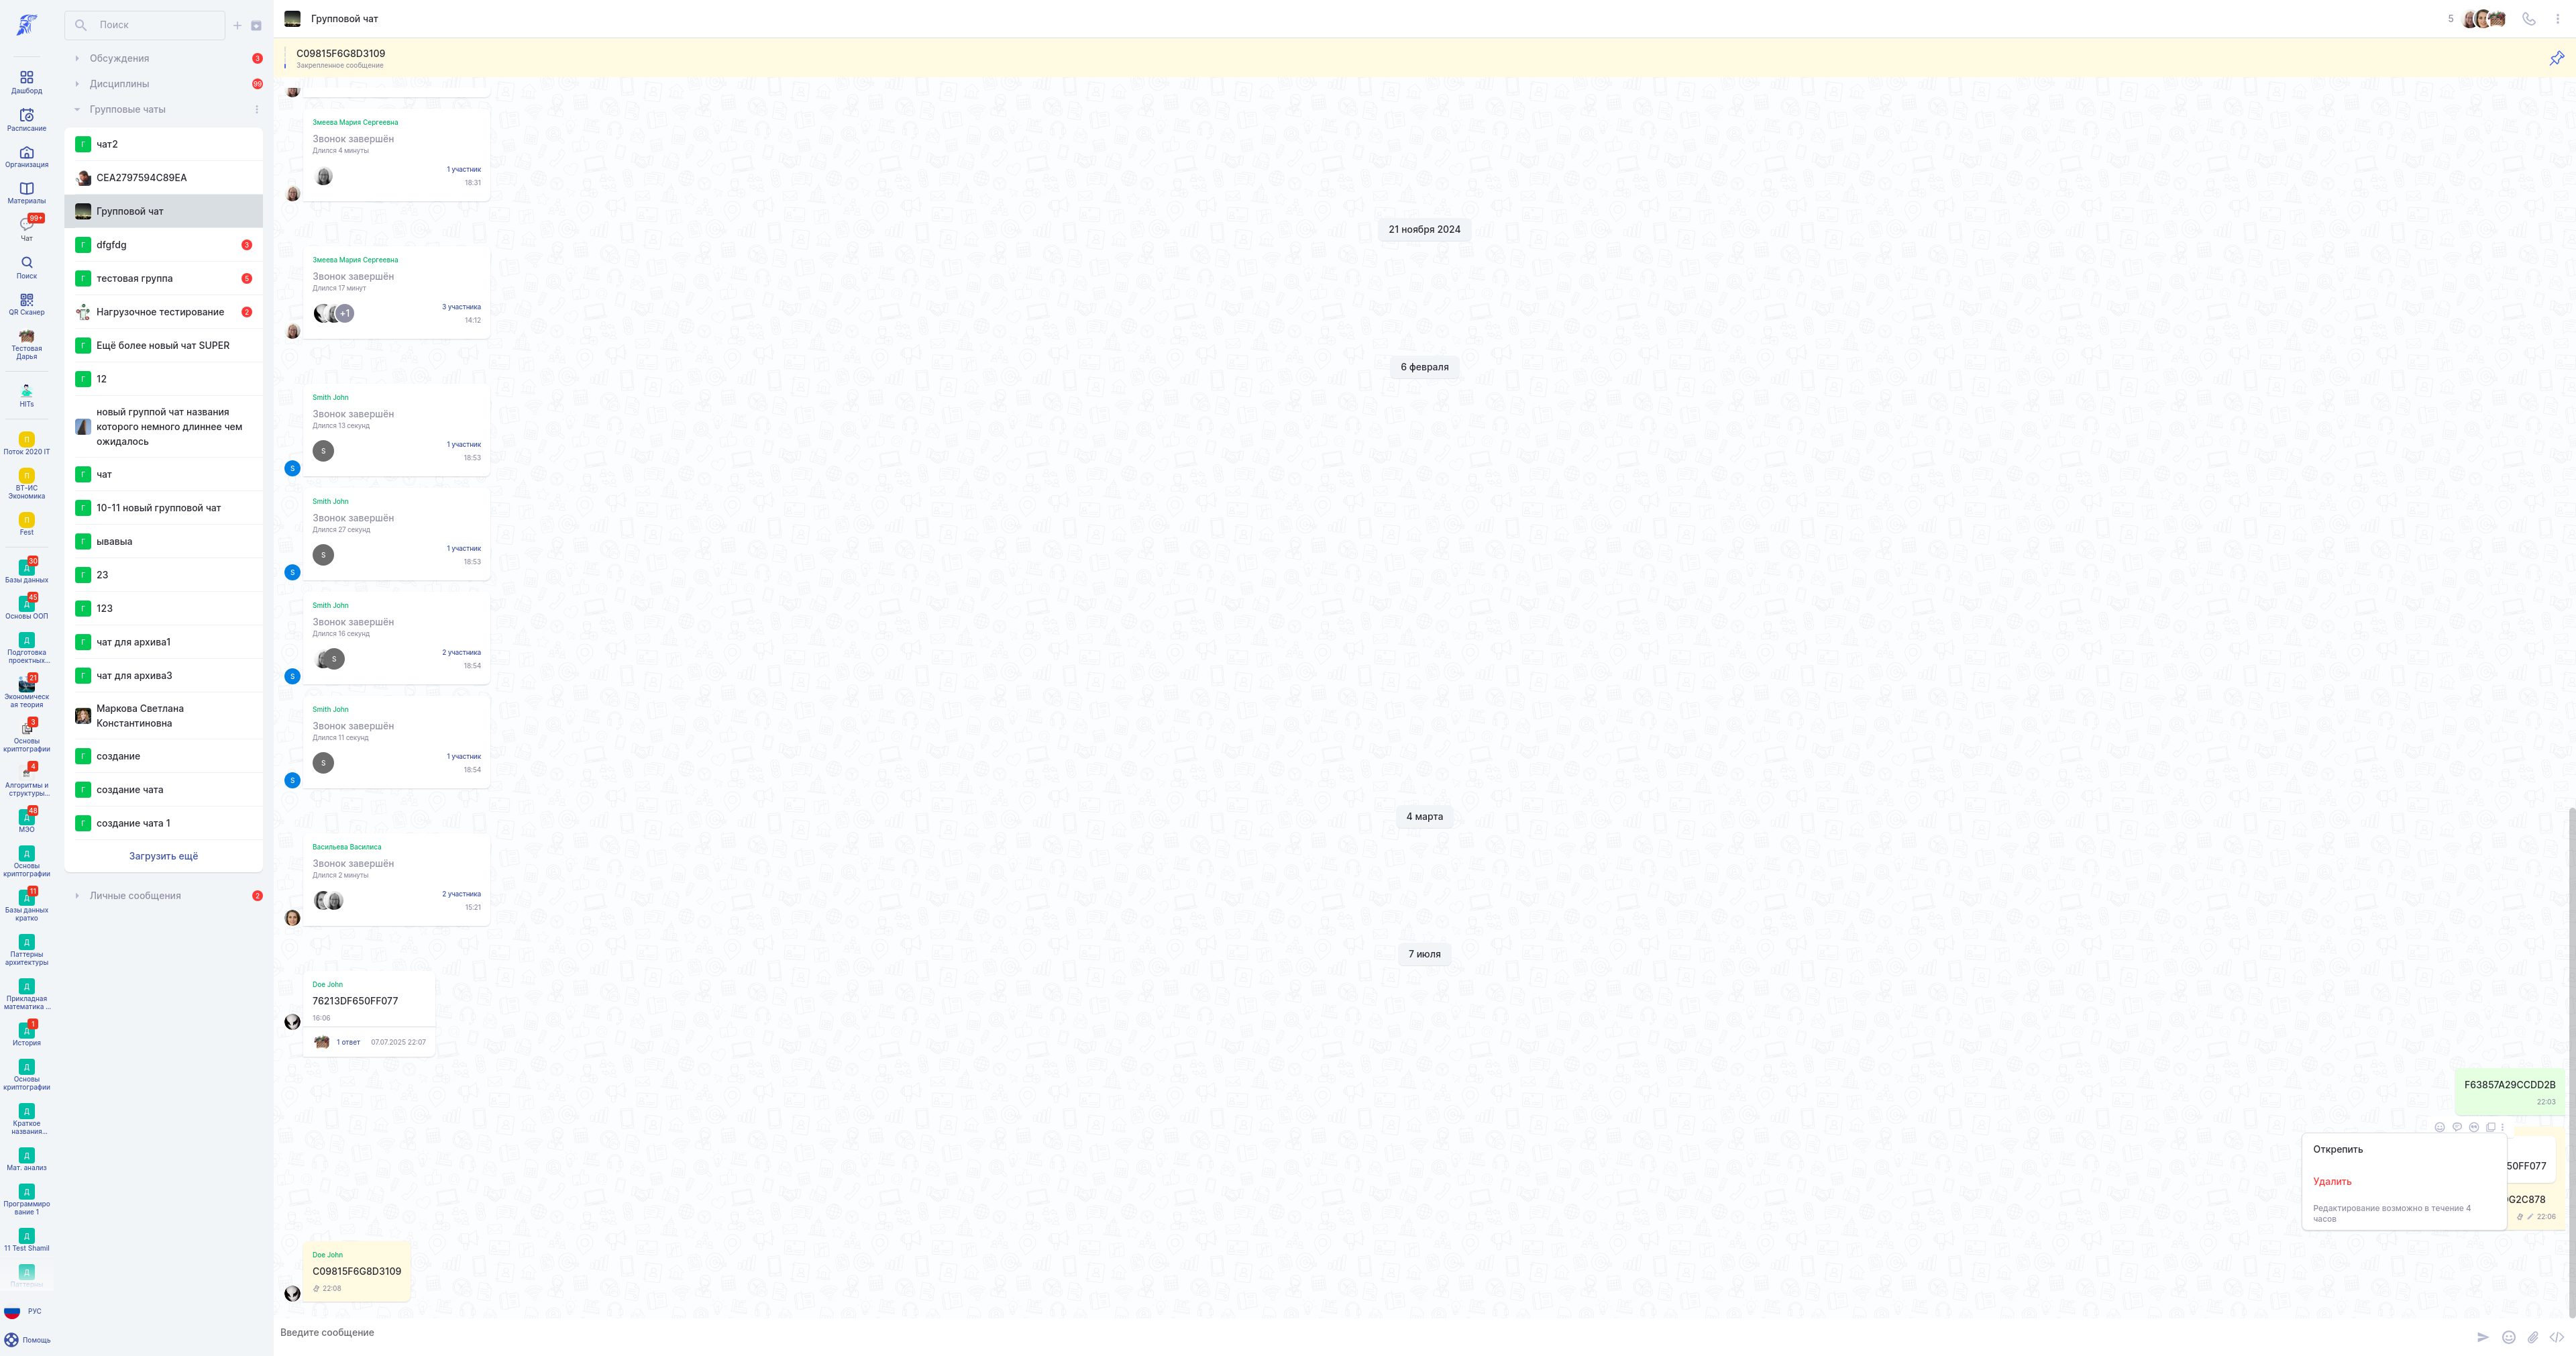 Дашборд
Расписание
Организация
Материалы
99+
Чат
Поиск
QR Сканер
Тестовая
Дарья
HITs
П
Поток 2020 IT
П
ВТ-ИС
Экономика
П
Fest
30
Д
Базы данных
45
Д
Основы ООП
Д
Подготовка
проектных...
21
Экономическ
ая теория
3
Основы
криптографии
4
Алгоритмы и
структуры...
48
Д
МЭО
Д
Основы
криптографии
11
Д
Базы данных
кратко
Д
Паттерны
архитектуры
Д
Прикладная
математика ...
1
Д
История
Д
Основы
криптографии
Д
Краткое
названия...
Д
Мат. анализ
Д
Программиро
вание 1
Д
11 Test Shamil
Д
Паттерны
РУС
Помощь
Поиск
Обсуждения 3
Дисциплины 99
Групповые чаты
Г чат2
CEA2797594C89EA
Групповой чат
Г dfgfdg 3
Г тестовая группа 5
Нагрузочное тестирование 2
Г Ещё более новый чат SUPER
Г 12
новый группой чат названия
которого немного длиннее чем
ожидалось
Г чат
Г 10-11 новый групповой чат
Г ывавыа
Г 23
Г 123
Г чат для архива1
Г чат для архива3
Маркова Светлана
Константиновна
Г создание
Г создание чата
Г создание чата 1
Загрузить ещё
Личные сообщения 2
Групповой чат 5
C09815F6G8D3109
Закрепленное сообщение
Змеева Мария Сергеевна
Звонок завершён
Длился 4 минуты
1 участник
18:31
21 ноября 2024
Змеева Мария Сергеевна
Звонок завершён
Длился 17 минут
+1 3 участника
14:12
6 февраля
Smith John
Звонок завершён
Длился 13 секунд
S 1 участник
18:53
S
Smith John
Звонок завершён
Длился 27 секунд
S 1 участник
18:53
S
Smith John
Звонок завершён
Длился 16 секунд
S 2 участника
18:54
S
Smith John
Звонок завершён
Длился 11 секунд
S 1 участник
18:54
S
4 марта
Васильева Василиса
Звонок завершён
Длился 2 минуты
2 участника
15:21
7 июля
Doe John
76213DF650FF077
16:06
1 ответ 07.07.2025 22:07
F63857A29CCDD2B
22:03
Открепить
50FF077
Удалить
G2C878
Редактирование возможно в течение 4
часов
22:06
Doe John
C09815F6G8D3109
22:08
Введите сообщение